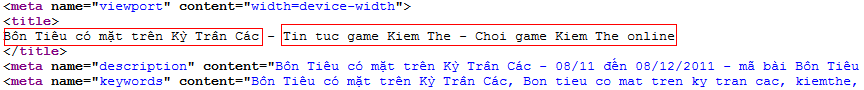 <meta name="viewport" content="width=device-width">
<title>
Bôn Tiêu có mặt trên Kỳ Trân Các - Tin tuc game Kiem The - Choi game Kiem The online
</title>
<meta name="description" content="Bôn Tiêu có mặt trên Kỳ Trân Các - 08/11 đến 08/12/2011 - mã bài Bôn Tiêu
<meta name="keywords" content="Bôn Tiêu có mặt trên Kỳ Trân Các, Bon tieu co mat tren ky tran cac, kiemthe,